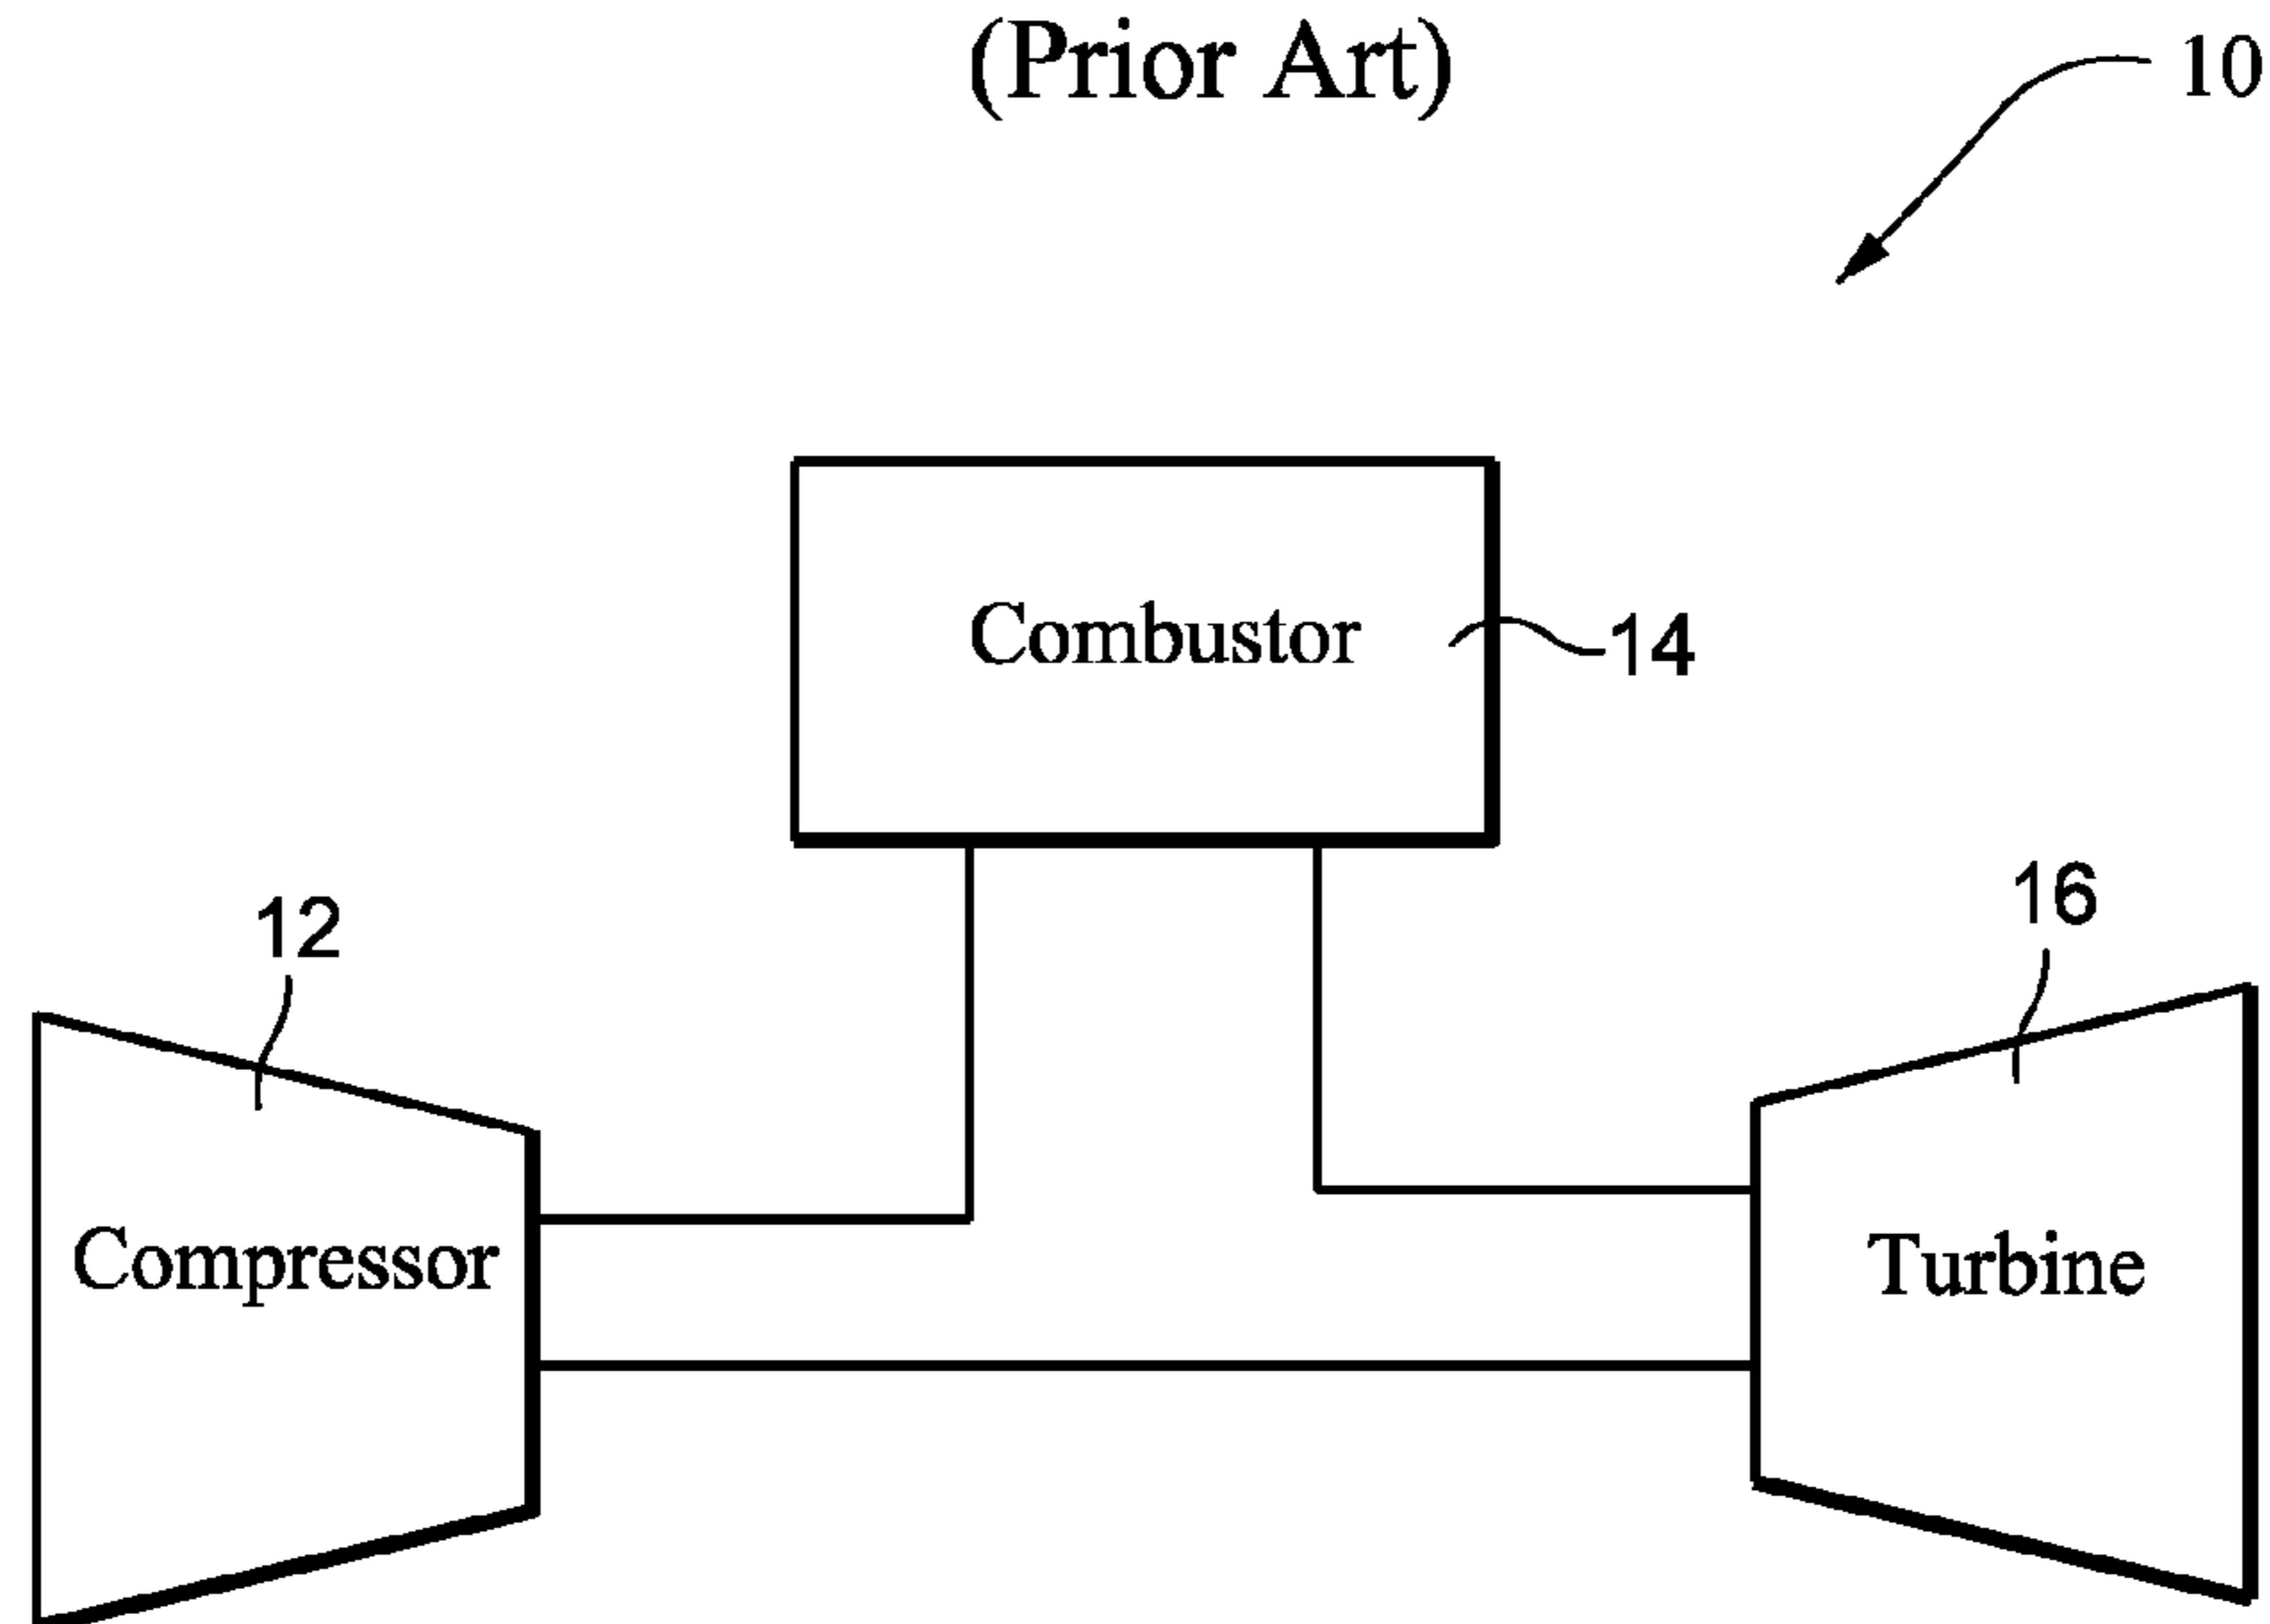 (Prior Art)
10
Combustor
14
12
16
Compressor
Turbine